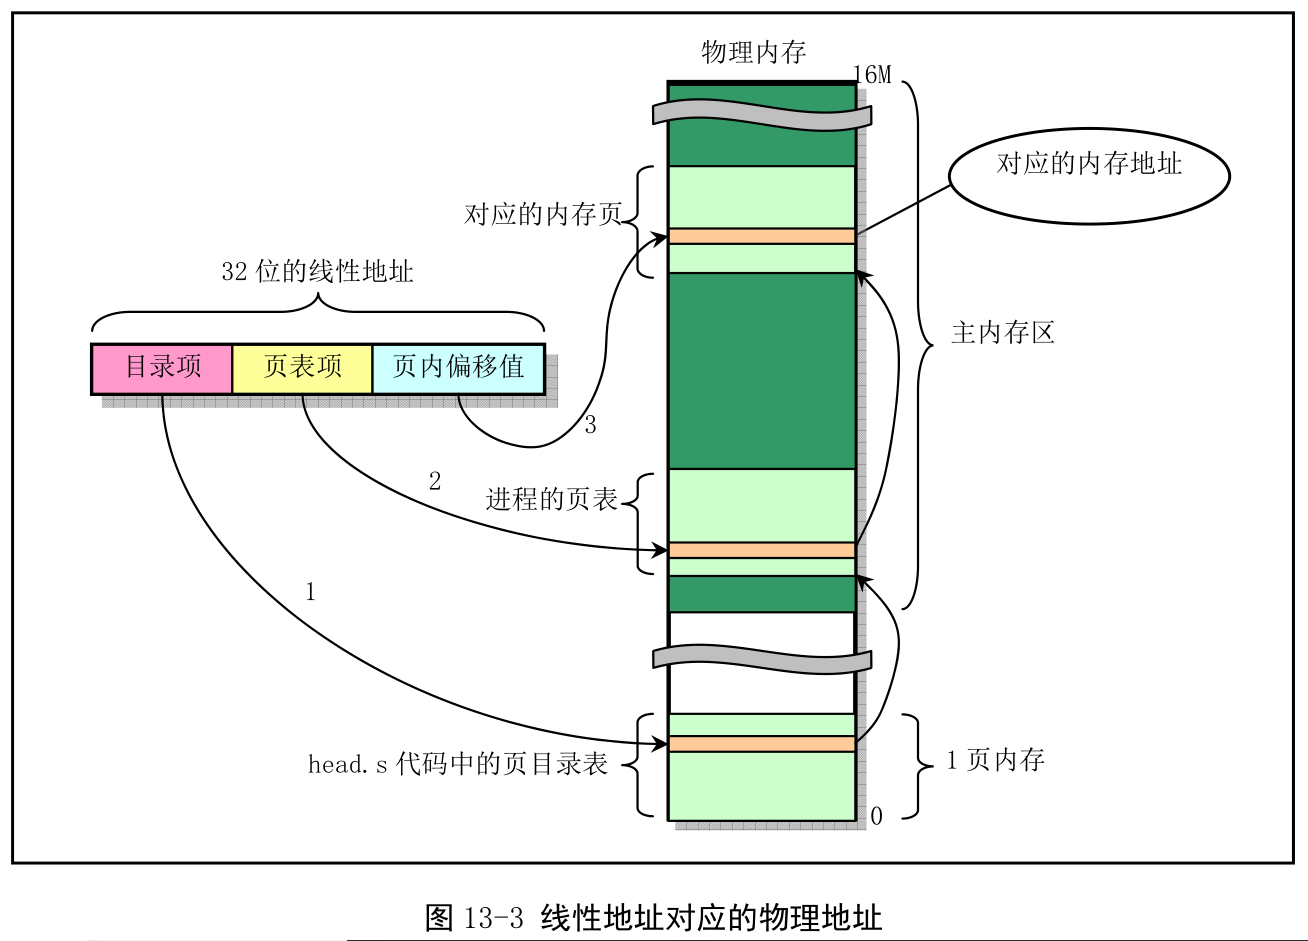 物理内存
16M
对应的内存地址
对应的内存页
32 位的线性地址
主内存区
目录项
页表项
页内偏移值
3
2
进程的页表
1
head.s 代码中的页目录表
1 页内存
0
图 13-3 线性地址对应的物理地址